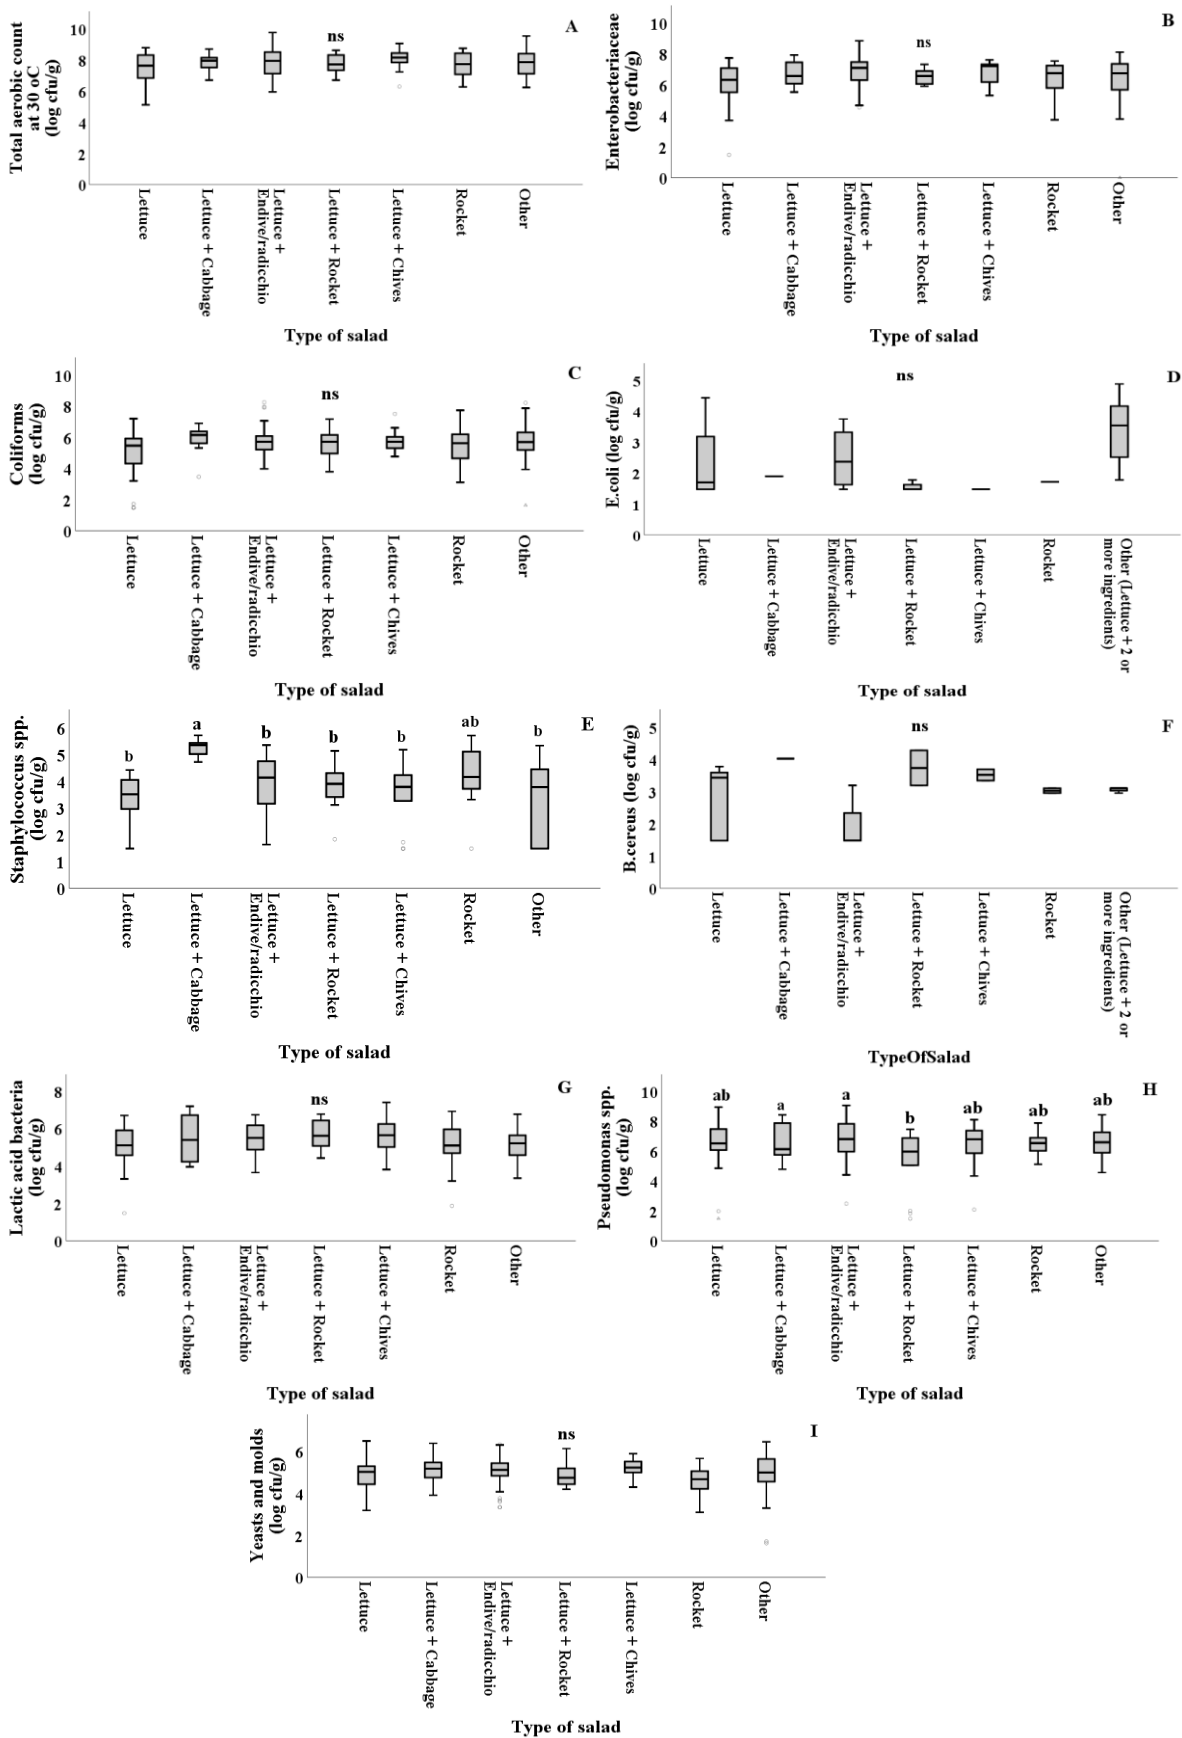 A
Total aerobic count
at 30 oC
(log cfu/g)
10
8
6
4
2
0
ns
Lettuce
Lettuce + Cabbage
Lettuce +
Endive/radicchio
Lettuce + Rocket
Lettuce + Chives
Rocket
Other
Type of salad
B
Enterobacteriaceae
(log cfu/g)
10
8
6
4
2
0
ns
Lettuce
Lettuce + Cabbage
Lettuce +
Endive/radicchio
Lettuce + Rocket
Lettuce + Chives
Rocket
Other
Type of salad
C
Coliforms
(log cfu/g)
10
8
6
4
2
0
ns
Lettuce
Lettuce + Cabbage
Lettuce +
Endive/radicchio
Lettuce + Rocket
Lettuce + Chives
Rocket
Other
Type of salad
D
E.coli (log cfu/g)
5
4
3
2
1
0
ns
Lettuce
Lettuce + Cabbage
Lettuce +
Endive/radicchio
Lettuce + Rocket
Lettuce + Chives
Rocket
Other (Lettuce + 2 or
more ingredients)
Type of salad
E
Staphylococcus spp.
(log cfu/g)
6
5
4
3
2
1
0
b
a
b
b
b
ab
b
Lettuce
Lettuce + Cabbage
Lettuce +
Endive/radicchio
Lettuce + Rocket
Lettuce + Chives
Rocket
Other
Type of salad
F
B.cereus (log cfu/g)
5
4
3
2
1
0
ns
Lettuce
Lettuce + Cabbage
Lettuce +
Endive/radicchio
Lettuce + Rocket
Lettuce + Chives
Rocket
Other (Lettuce + 2 or
more ingredients)
TypeOfSalad
G
Lactic acid bacteria
(log cfu/g)
8
6
4
2
0
ns
Lettuce
Lettuce + Cabbage
Lettuce +
Endive/radicchio
Lettuce + Rocket
Lettuce + Chives
Rocket
Other
Type of salad
H
Pseudomonas spp.
(log cfu/g)
10
8
6
4
2
0
ab
a
a
b
ab
ab
ab
Lettuce
Lettuce + Cabbage
Lettuce +
Endive/radicchio
Lettuce + Rocket
Lettuce + Chives
Rocket
Other
Type of salad
I
Yeasts and molds
(log cfu/g)
6
4
2
0
ns
Lettuce
Lettuce + Cabbage
Lettuce +
Endive/radicchio
Lettuce + Rocket
Lettuce + Chives
Rocket
Other
Type of salad